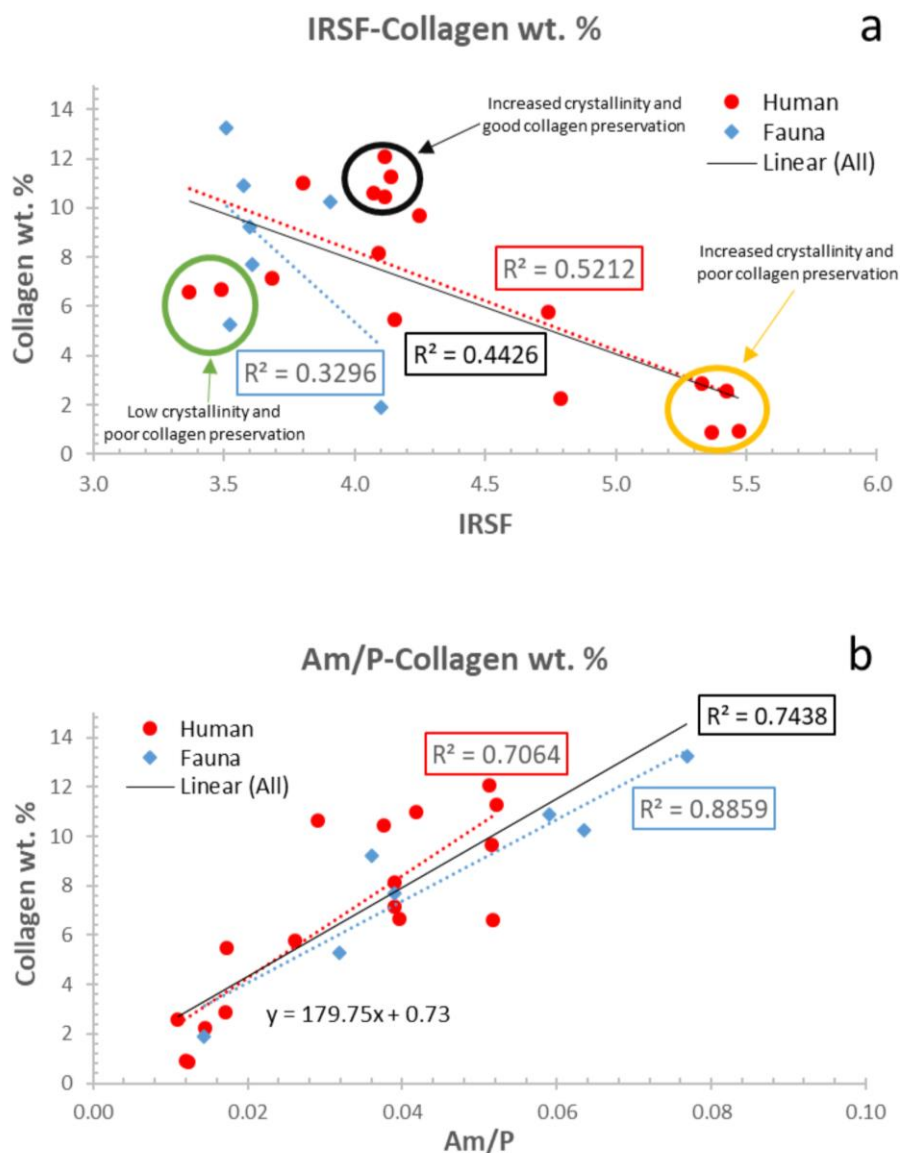 IRSF-Collagen wt. %
a
Collagen wt. %
14
12
10
8
6
4
2
0
Increased crystallinity and
good collagen preservation
Human
Fauna
Linear (All)
Increased crystallinity and
poor collagen preservation
R² = 0.5212
R² = 0.4426
R² = 0.3296
Low crystallinity and
poor collagen preservation
3.0 3.5 4.0 4.5 5.0 5.5 6.0
IRSF
Am/P-Collagen wt. %
b
Collagen wt. %
14
12
10
8
6
4
2
0
Human
Fauna
Linear (All)
R² = 0.7438
R² = 0.7064
R² = 0.8859
y = 179.75x + 0.73
0.00 0.02 0.04 0.06 0.08 0.10
Am/P